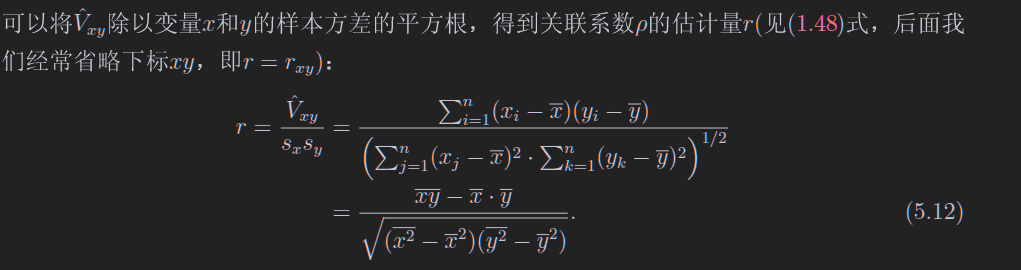 可以将$\hat{V}_{xy}$除以变量$x$和$y$的样本方差的平方根，得到关联系数$\rho$的估计量$r$(见(1.48)式，后面我
们经常省略下标$xy$，即$r = r_{xy}$)：
$r = \frac{\hat{V}_{xy}}{s_x s_y} = \frac{\sum_{i=1}^{n}(x_i - \overline{x})(y_i - \overline{y})}{\left(\sum_{j=1}^{n}(x_j - \overline{x})^2 \cdot \sum_{k=1}^{n}(y_k - \overline{y})^2\right)^{1/2}}$
$= \frac{\overline{xy} - \overline{x} \cdot \overline{y}}{\sqrt{(\overline{x^2} - \overline{x}^2)(\overline{y^2} - \overline{y}^2)}}.$ (5.12)